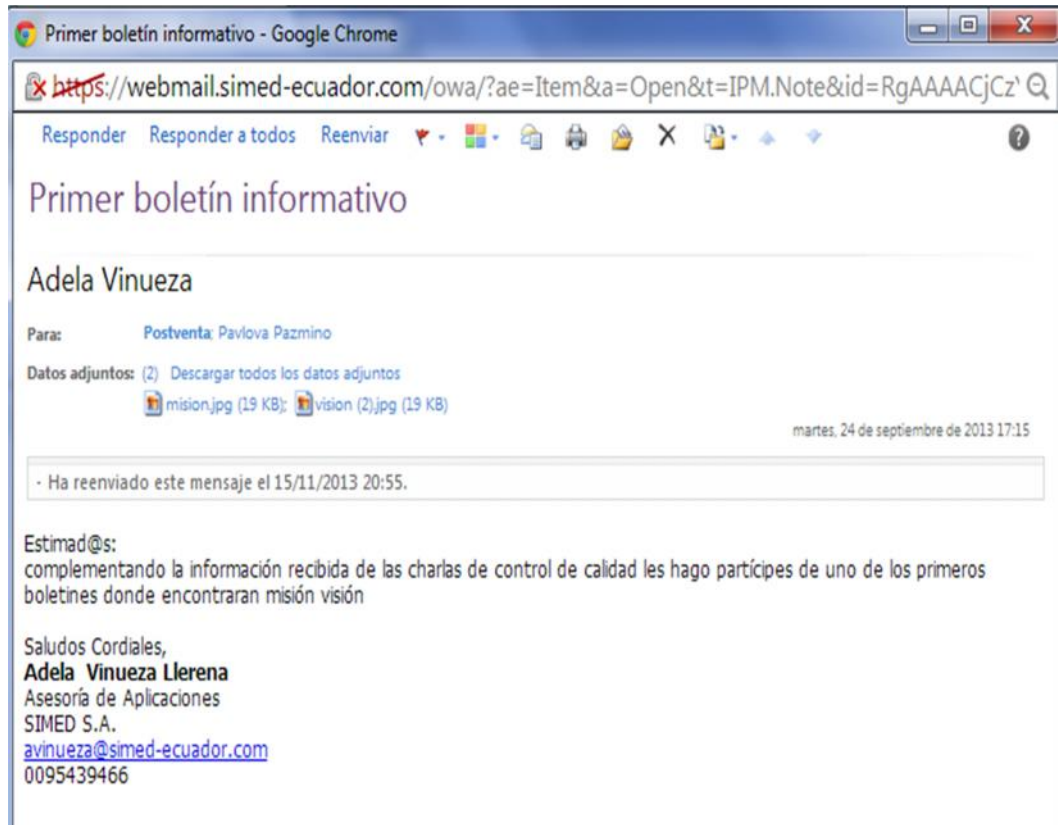 Primer boletín informativo - Google Chrome
https://webmail.simed-ecuador.com/owa/?ae=Item&a=Open&t=IPM.Note&id=RgAAAACjCz
Responder Responder a todos Reenviar
Primer boletín informativo
Adela Vinueza
Para: Postventa; Pavlova Pazmino
Datos adjuntos: (2) Descargar todos los datos adjuntos
mision.jpg (19 KB); vision (2).jpg (19 KB)
martes, 24 de septiembre de 2013 17:15
- Ha reenviado este mensaje el 15/11/2013 20:55.
Estimad@s:
complementando la información recibida de las charlas de control de calidad les hago partícipes de uno de los primeros
boletines donde encontraran misión visión
Saludos Cordiales,
Adela Vinueza Llerena
Asesoría de Aplicaciones
SIMED S.A.
avinueza@simed-ecuador.com
0095439466